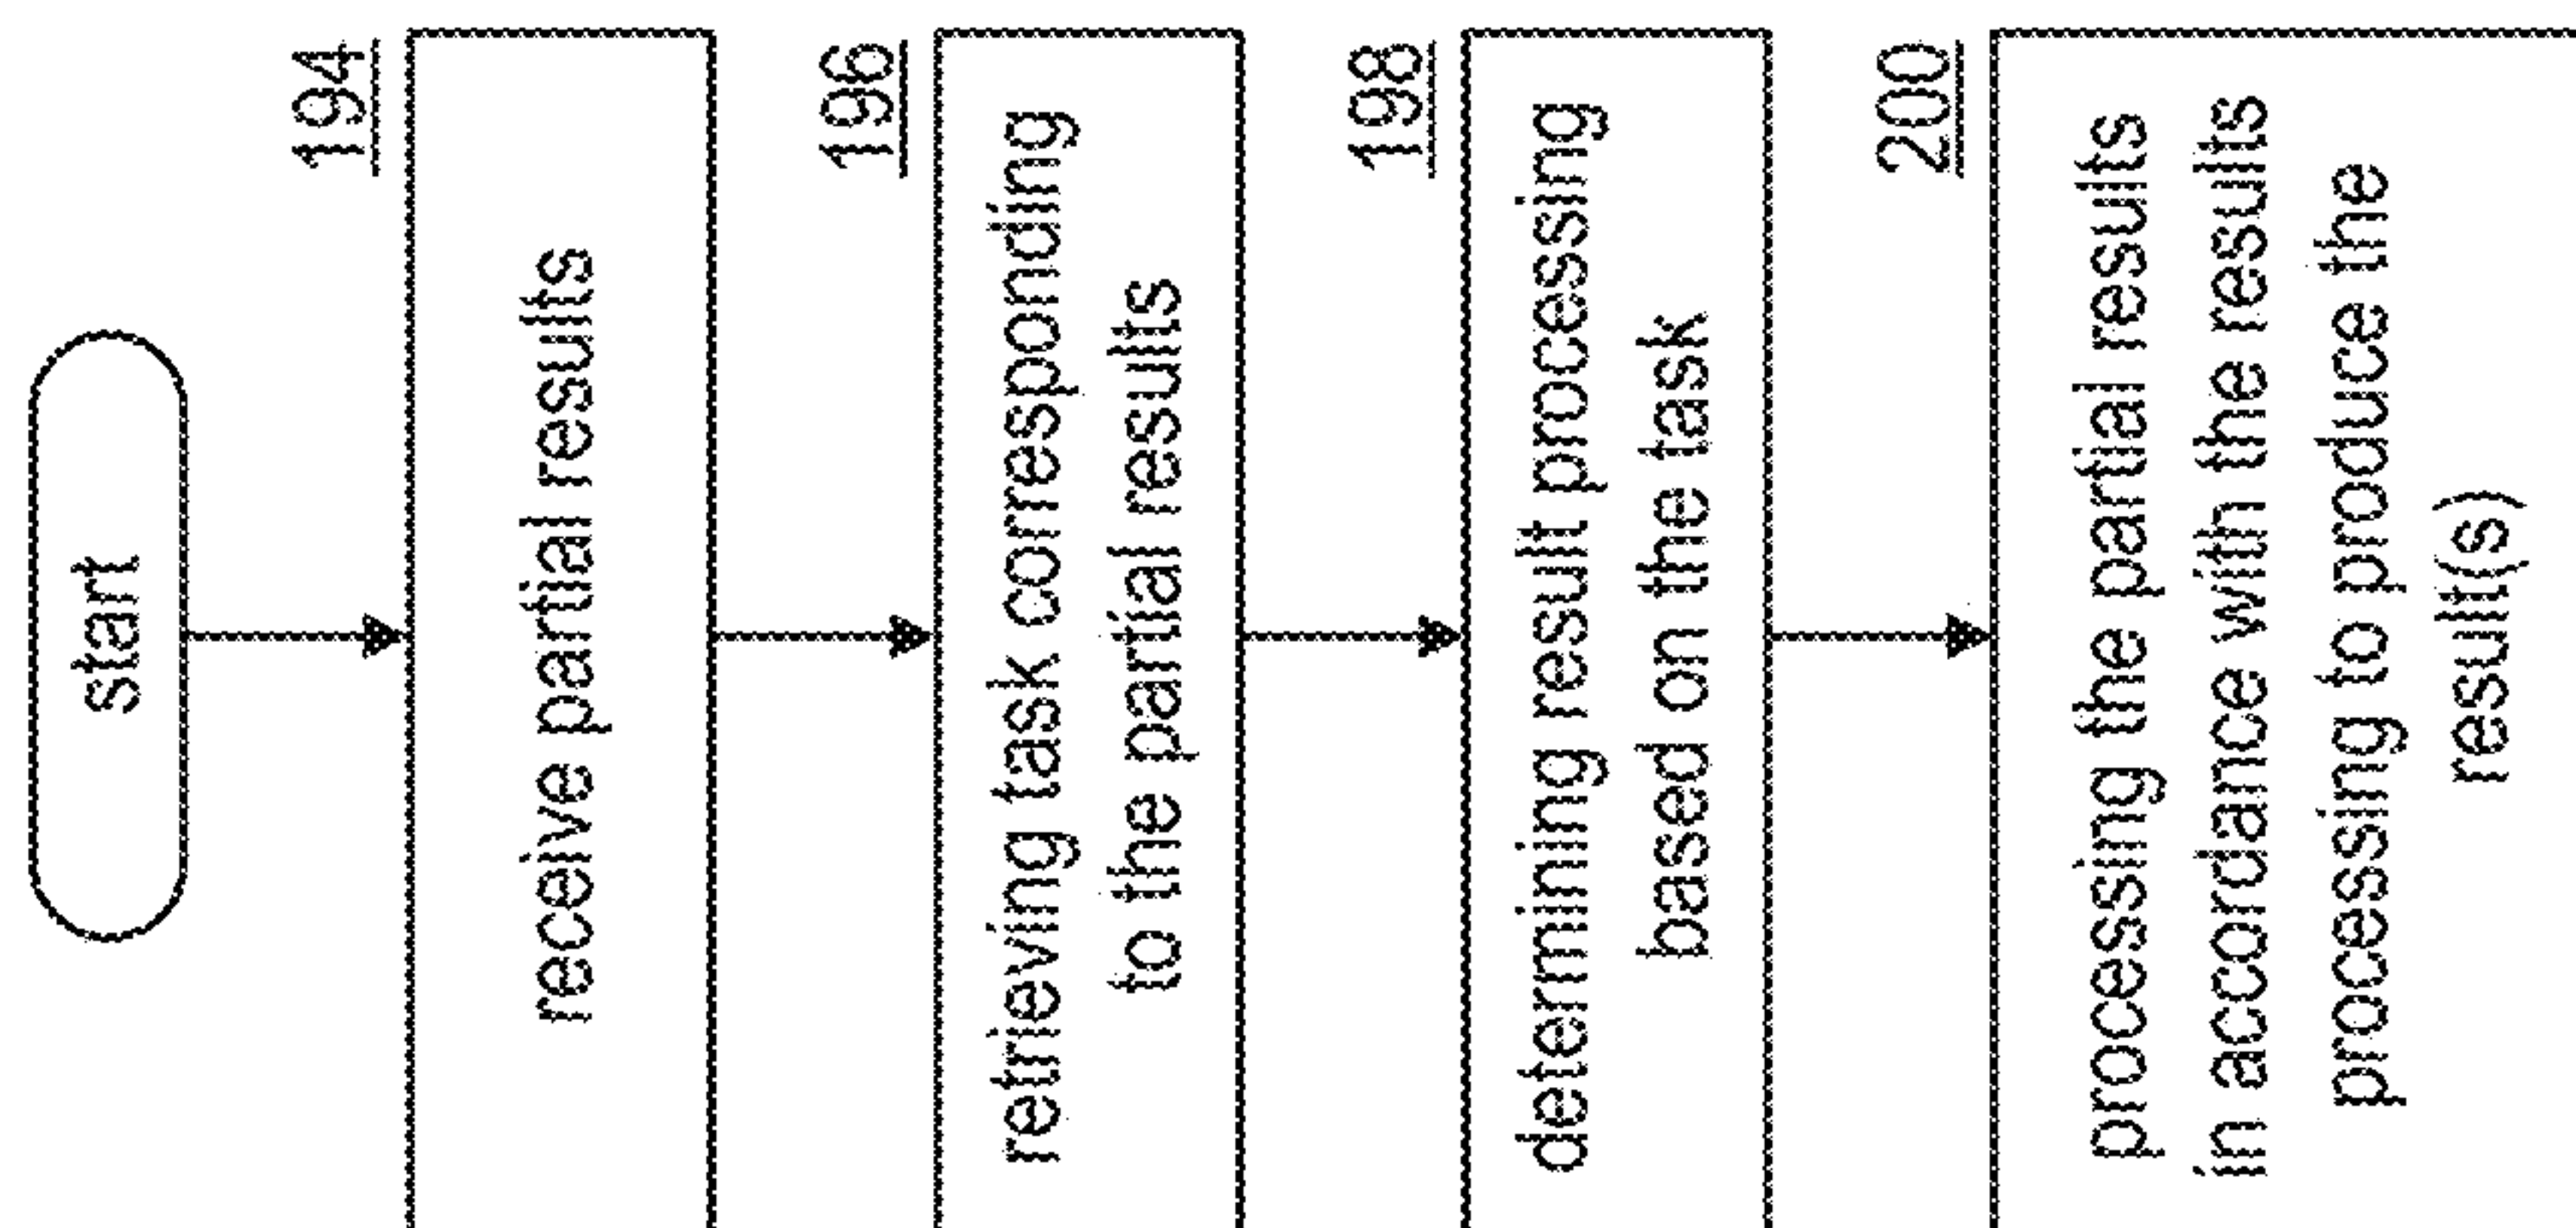 start
194
receive partial results
196
retrieving task corresponding
to the partial results
198
determining result processing
based on the task
200
processing the partial results
in accordance with the results
processing to produce the
result(s)